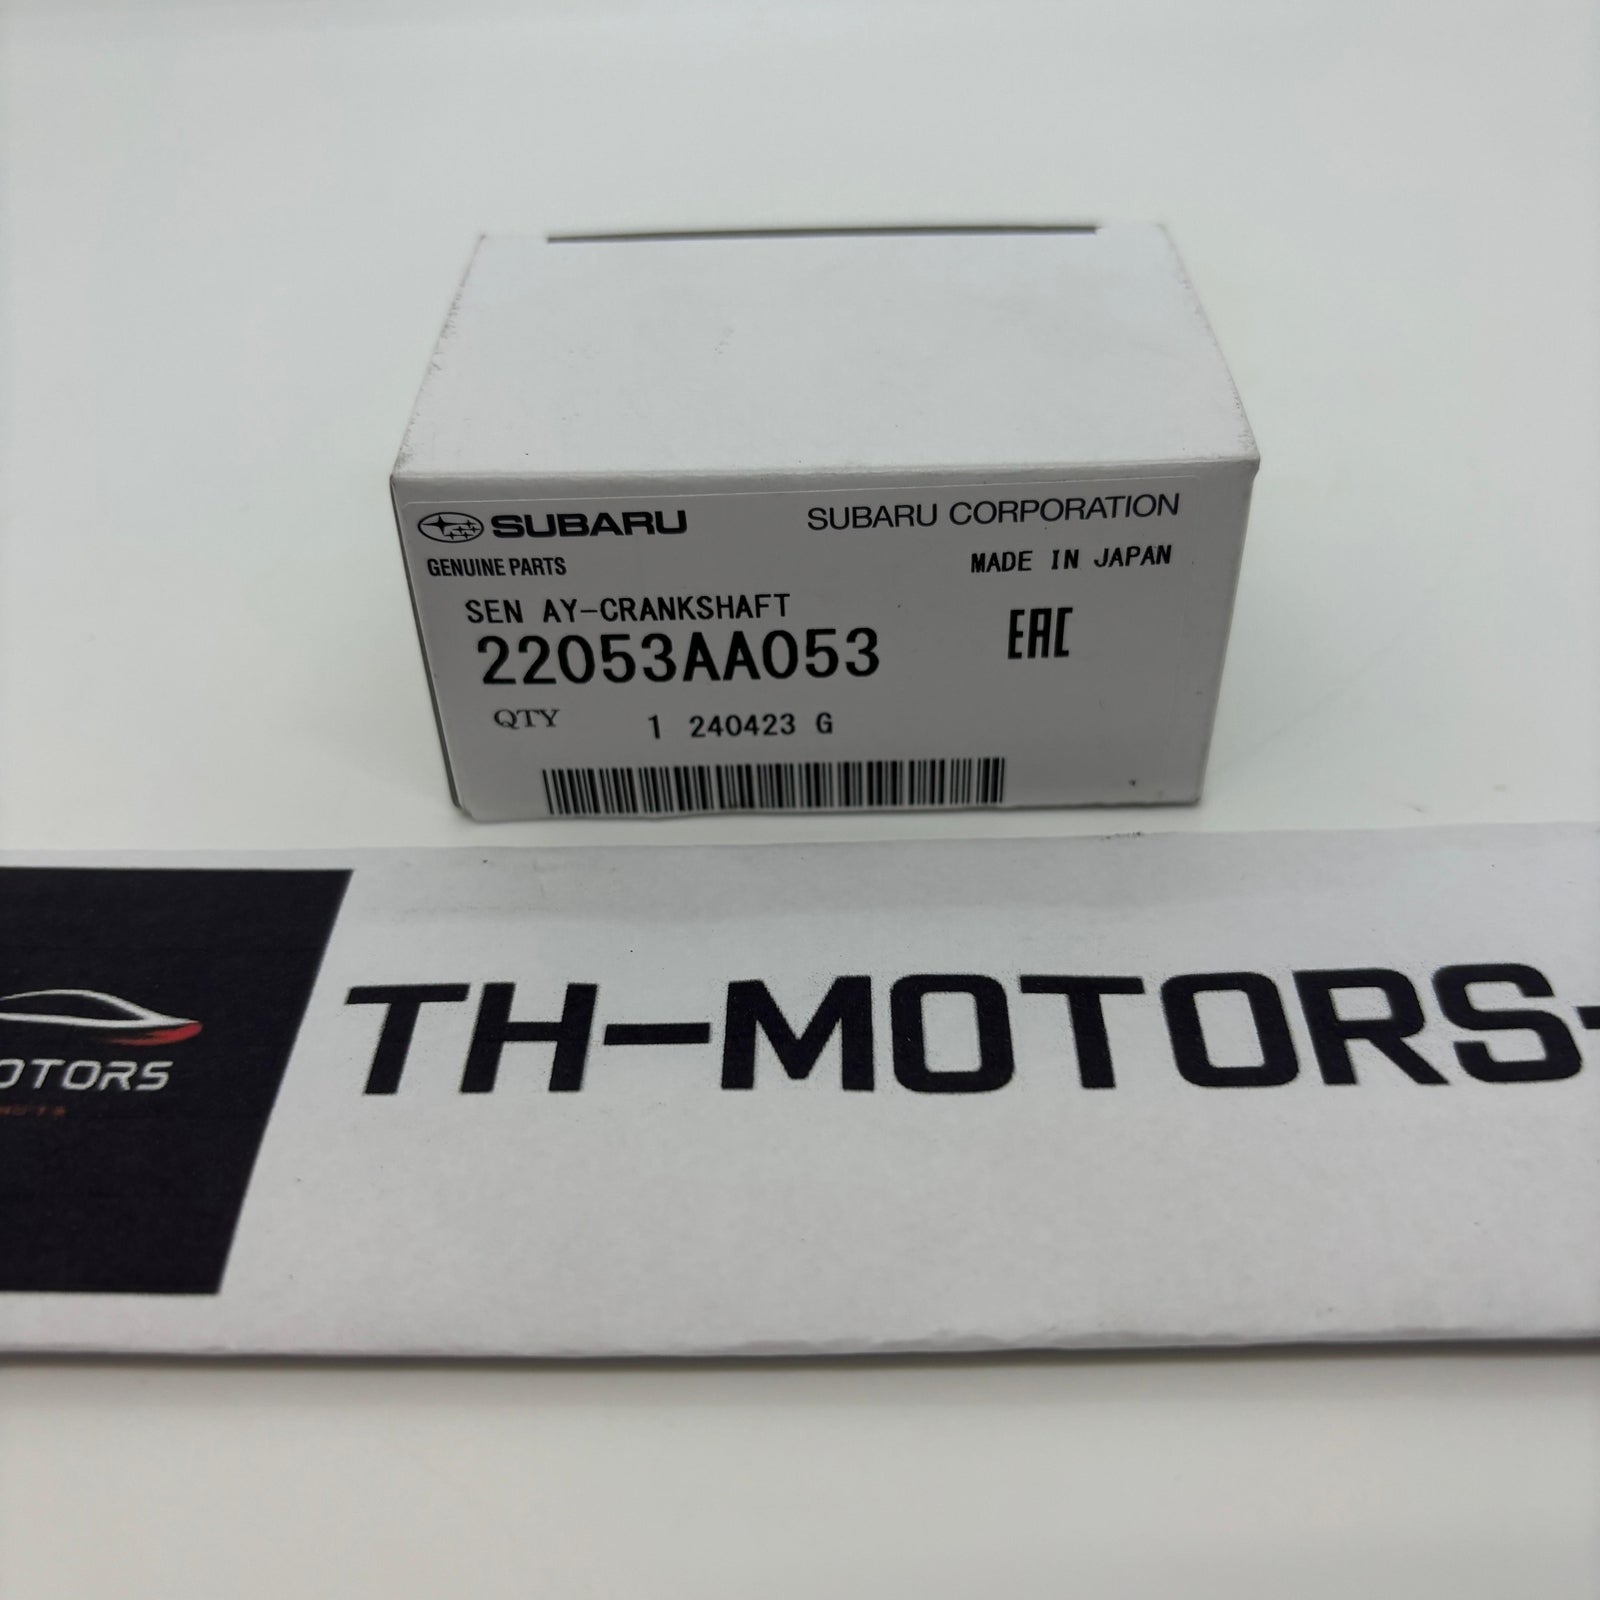 SUBARU
SUBARU CORPORATION
GENUINE PARTS
MADE IN JAPAN
SEN AY-CRANKSHAFT
22053AA053
EAC
QTY 1 240423 G
TH-MOTORS-
OTORS